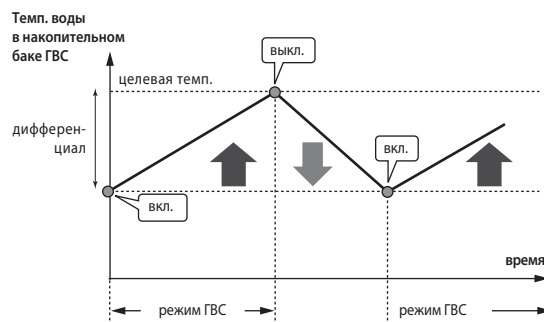 Темп. воды
в накопительном
баке ГВС
выкл.
целевая темп.
дифферен-
циал
вкл.
вкл.
время
режим ГВС
режим ГВС